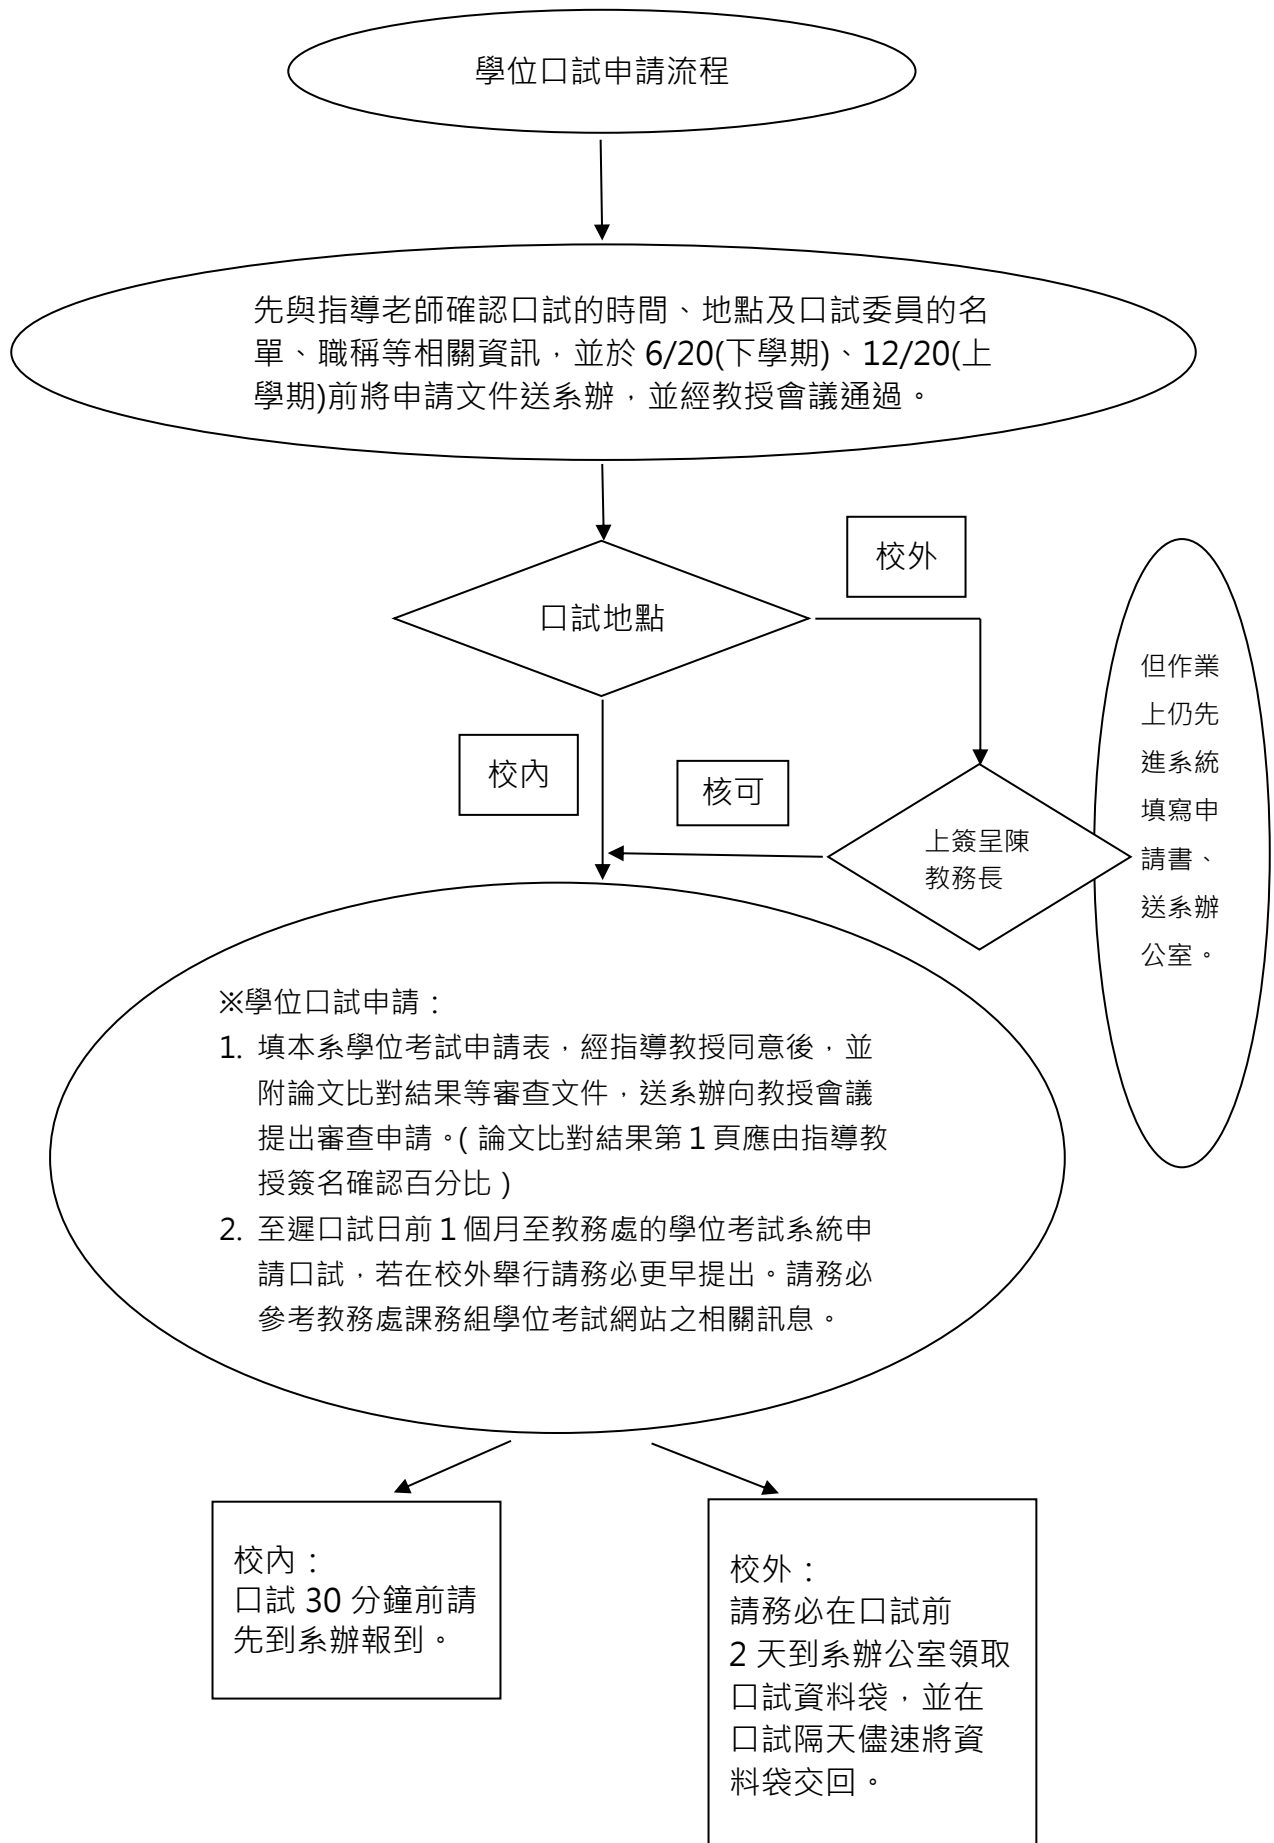 學位口試申請流程
先與指導老師確認口試的時間、地點及口試委員的名
單、職稱等相關資訊，並於 6/20(下學期)、12/20(上
學期)前將申請文件送系辦，並經教授會議通過。
校外
口試地點
但作業
上仍先
進系統
填寫申
請書、
送系辦
公室。
校內
核可
上簽呈陳
教務長
※學位口試申請：
1. 填本系學位考試申請表，經指導教授同意後，並
附論文比對結果等審查文件，送系辦向教授會議
提出審查申請。( 論文比對結果第 1 頁應由指導教
授簽名確認百分比 )
2. 至遲口試日前 1 個月至教務處的學位考試系統申
請口試，若在校外舉行請務必更早提出。請務必
參考教務處課務組學位考試網站之相關訊息。
校內：
口試 30 分鐘前請
先到系辦報到。
校外：
請務必在口試前
2 天到系辦公室領取
口試資料袋，並在
口試隔天儘速將資
料袋交回。